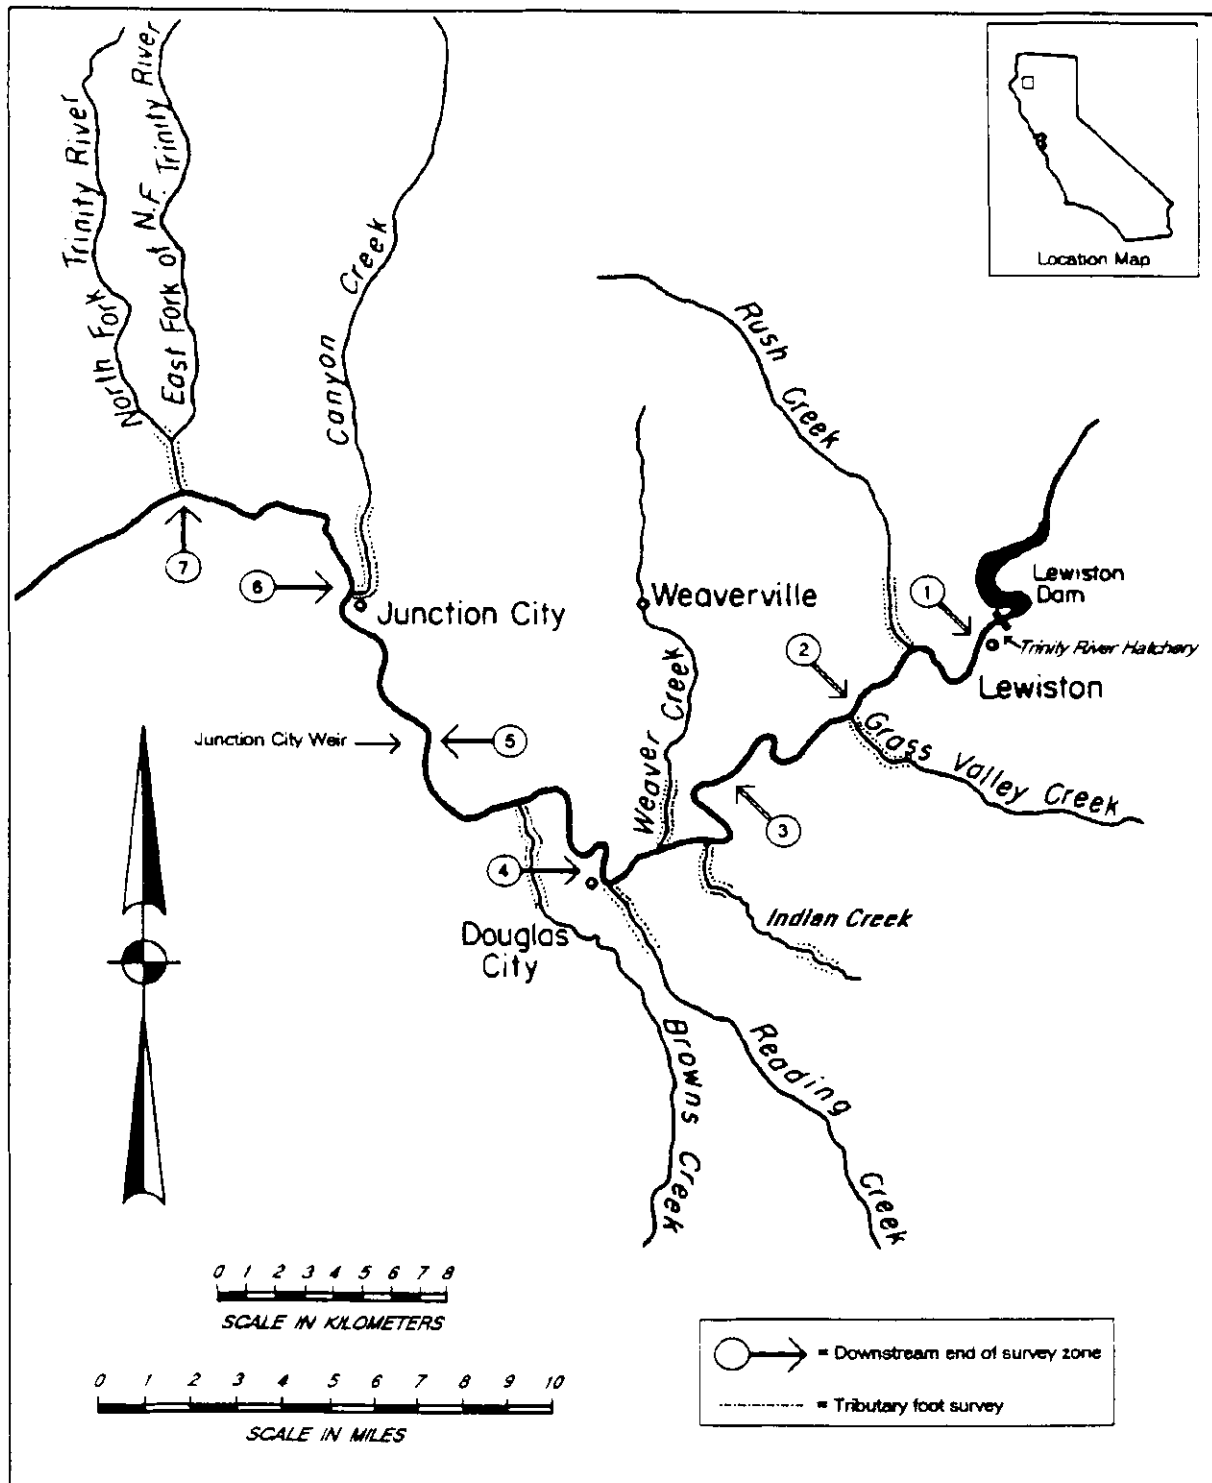 North Fork Trinity River
East Fork of N.F. Trinity River
Canyon Creek
Rush Creek
Location Map
7
6
Junction City
Weaverville
1
Lewiston
Dam
Trinity River Hatchery
Lewiston
2
Weaver Creek
Grass Valley Creek
Junction City Weir
5
3
4
Douglas
City
Indian Creek
Browns Creek
Reading Creek
0 1 2 3 4 5 6 7 8
SCALE IN KILOMETERS
0 1 2 3 4 5 6 7 8 9 10
SCALE IN MILES
= Downstream end of survey zone
= Tributary foot survey